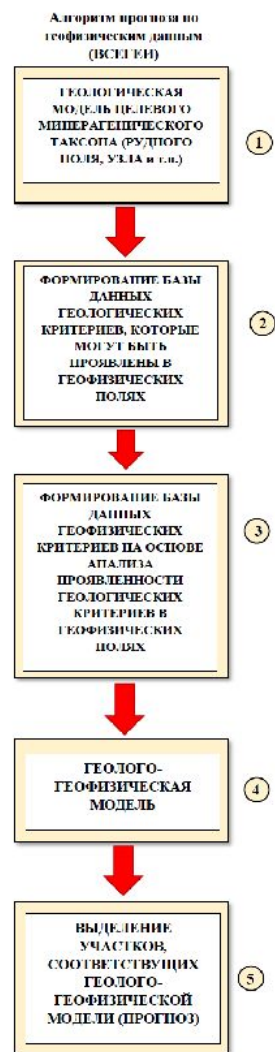 Алгоритм прогноза по
геофизическим данным
(ВСЕГЕИ)
ГЕОЛОГИЧЕСКАЯ
МОДЕЛЬ ЦЕЛЕВОГО
МИНЕРАГЕНИЧЕСКОГО
ТАКСОНА (РУДНОГО
ПОЛЯ, УЗЛА и т.п.)
1
ФОРМИРОВАНИЕ БАЗЫ
ДАННЫХ
ГЕОЛОГИЧЕСКИХ
КРИТЕРИЕВ, КОТОРЫЕ
МОГУТ БЫТЬ
ПРОЯВЛЕНЫ В
ГЕОФИЗИЧЕСКИХ
ПОЛЯХ
2
ФОРМИРОВАНИЕ БАЗЫ
ДАННЫХ
ГЕОФИЗИЧЕСКИХ
КРИТЕРИЕВ НА ОСНОВЕ
АНАЛИЗА
ПРОЯВЛЕННОСТИ
ГЕОЛОГИЧЕСКИХ
КРИТЕРИЕВ В
ГЕОФИЗИЧЕСКИХ
ПОЛЯХ
3
ГЕОЛОГО-
ГЕОФИЗИЧЕСКАЯ
МОДЕЛЬ
4
ВЫДЕЛЕНИЕ
УЧАСТКОВ,
СООТВЕТСТВУЩИХ
ГЕОЛОГО-
ГЕОФИЗИЧЕСКОЙ
МОДЕЛИ (ПРОГНОЗ)
5